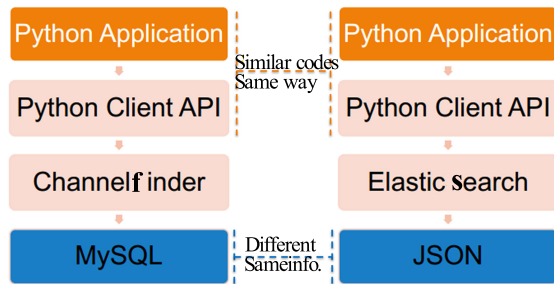 Python Application
Python Client API
Channelfinder
MySQL
Similar codes
Same way
Different
Sameinfo.
Python Application
Python Client API
Elastic search
JSON